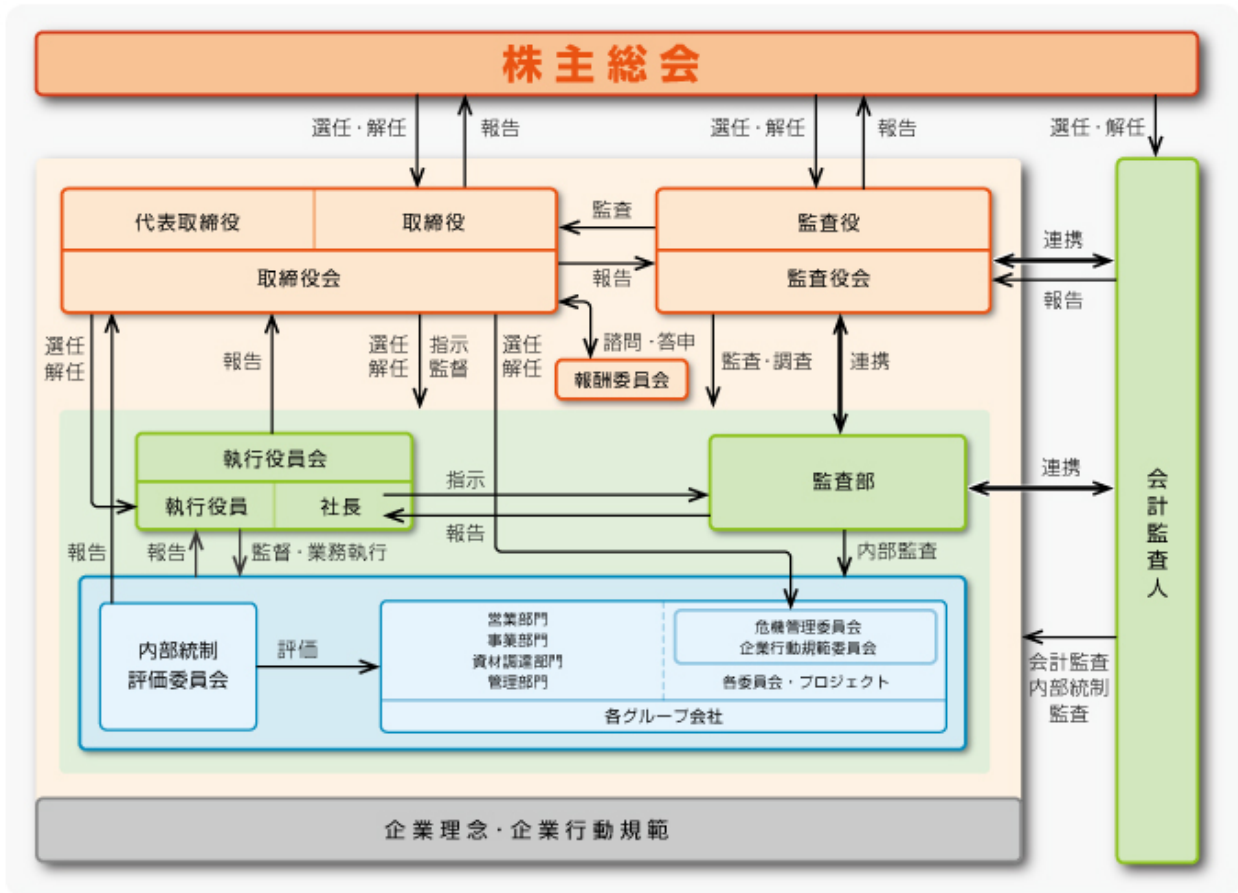 株主総会
選任・解任
報告
選任・解任
報告
選任・解任
代表取締役
取締役
監査
監査役
連携
取締役会
報告
監査役会
報告
選任
解任
報告
選任
解任
指示
監督
選任
解任
諮問・答申
報酬委員会
監査・調査
連携
執行役員会
執行役員
社長
指示
報告
監査部
連携
会計監査人
報告
報告
監督・業務執行
内部監査
内部統制
評価委員会
評価
営業部門
事業部門
資材調達部門
管理部門
危機管理委員会
企業行動規範委員会
各委員会・プロジェクト
各グループ会社
会計監査
内部統制
監査
企業理念・企業行動規範